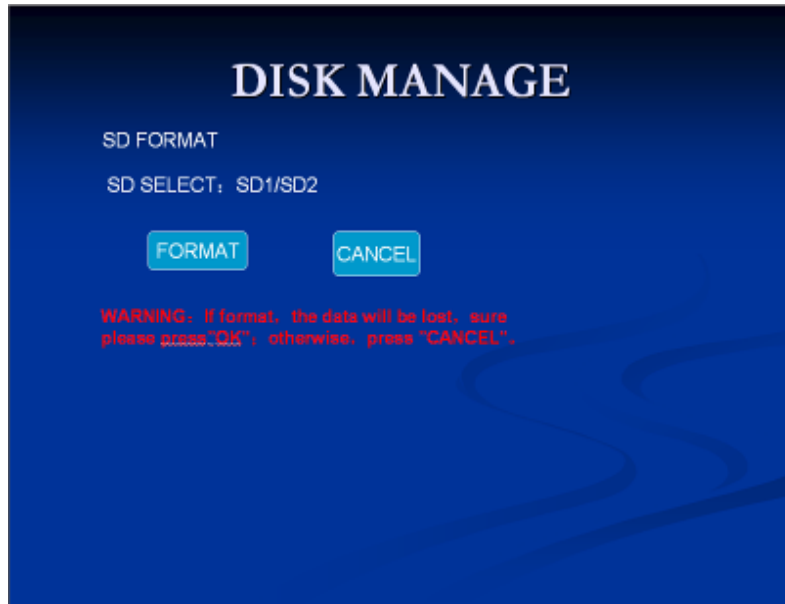 DISK MANAGE
SD FORMAT
SD SELECT：SD1/SD2
FORMAT
CANCEL
WARNING：If format，the data will be lost，sure
please press"OK"；otherwise，press "CANCEL"。